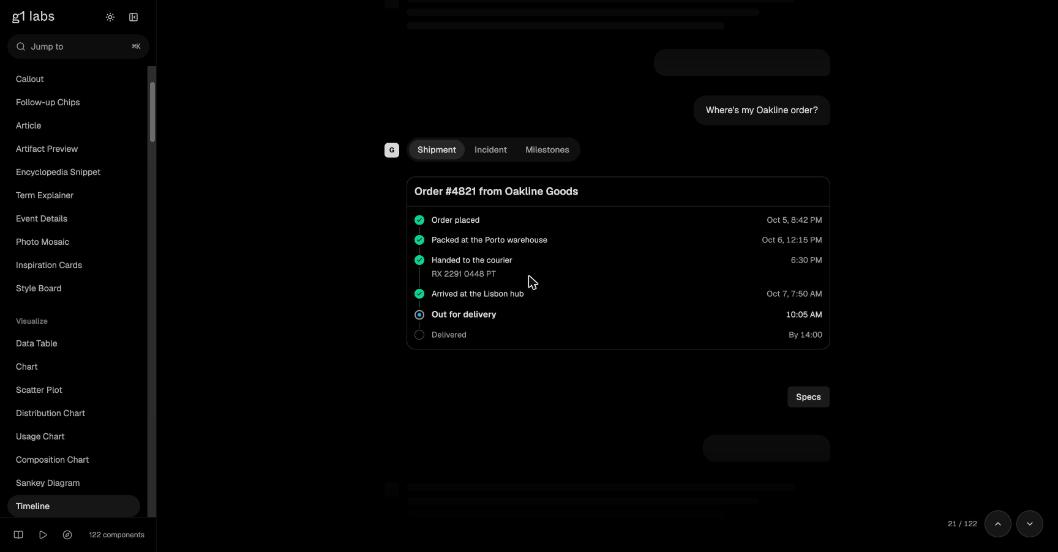 g1 labs
Jump to
⌘K
Callout
Follow-up Chips
Article
Artifact Preview
Encyclopedia Snippet
Term Explainer
Event Details
Photo Mosaic
Inspiration Cards
Style Board
Visualize
Data Table
Chart
Scatter Plot
Distribution Chart
Usage Chart
Composition Chart
Sankey Diagram
Timeline
122 components
Where's my Oakline order?
G
Shipment Incident Milestones
Order #4821 from Oakline Goods
Order placed Oct 5, 8:42 PM
Packed at the Porto warehouse Oct 6, 12:15 PM
Handed to the courier 6:30 PM
RX 2291 0448 PT
Arrived at the Lisbon hub Oct 7, 7:50 AM
Out for delivery 10:05 AM
Delivered By 14:00
Specs
21 / 122